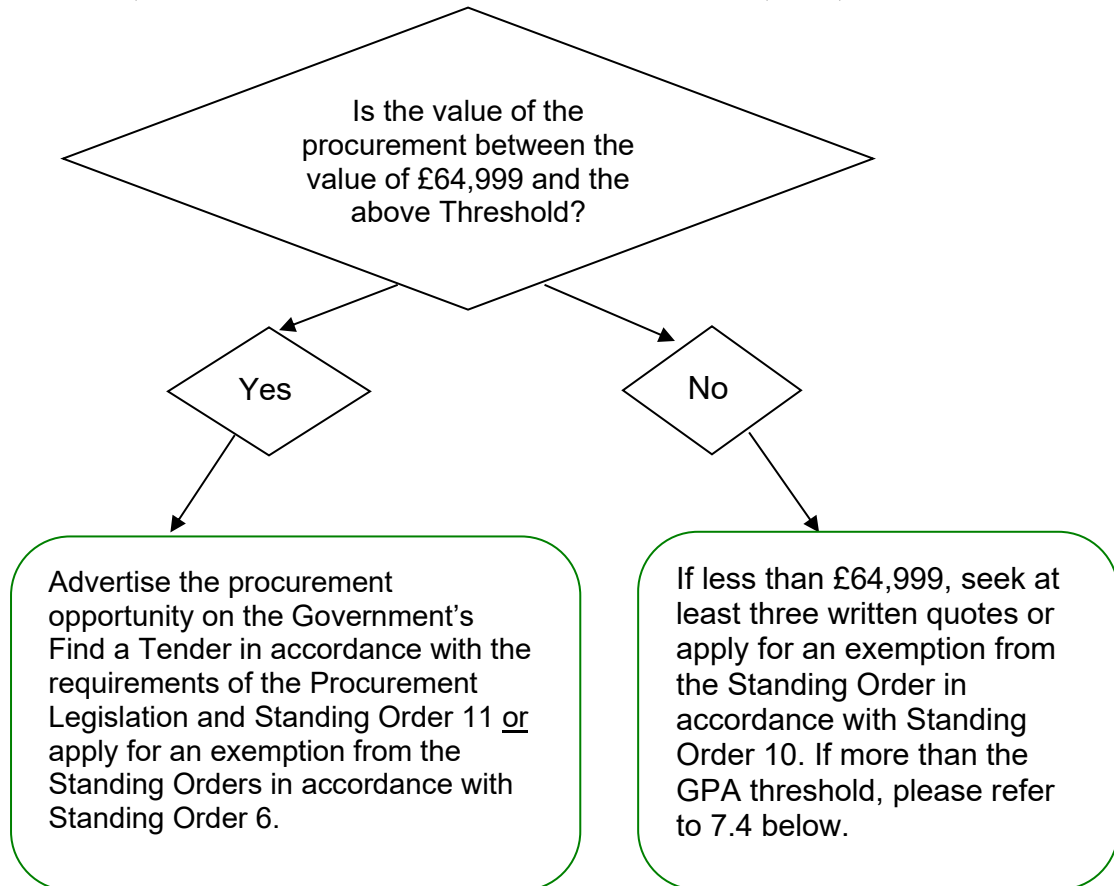 Is the value of the
procurement between the
value of £64,999 and the
above Threshold?
Yes
No
Advertise the procurement
opportunity on the Government’s
Find a Tender in accordance with the
requirements of the Procurement
Legislation and Standing Order 11 or
apply for an exemption from the
Standing Orders in accordance with
Standing Order 6.
If less than £64,999, seek at
least three written quotes or
apply for an exemption from
the Standing Order in
accordance with Standing
Order 10. If more than the
GPA threshold, please refer
to 7.4 below.